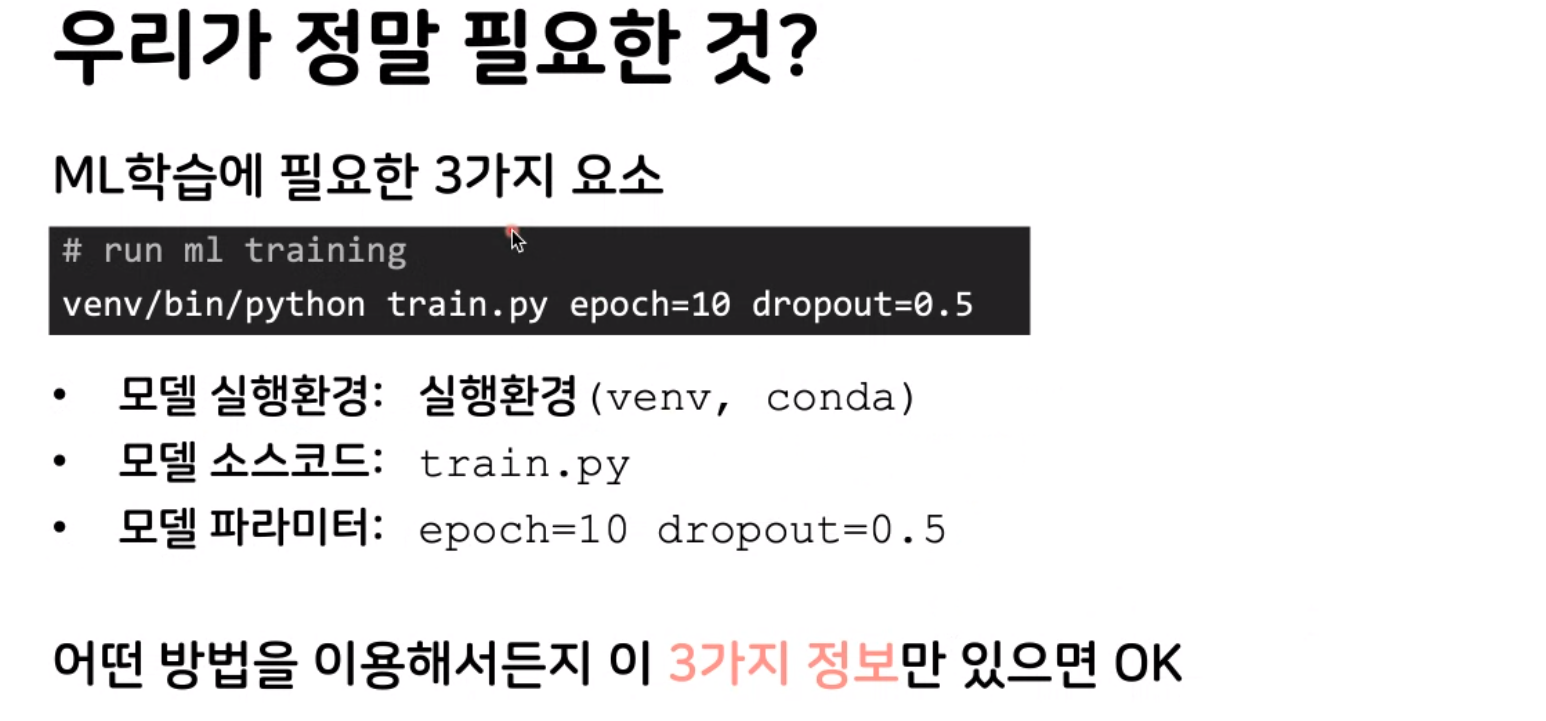 우리가 정말 필요한 것?
ML학습에 필요한 3가지 요소
# run ml training
venv/bin/python train.py epoch=10 dropout=0.5
• 모델 실행환경: 실행환경(venv, conda)
• 모델 소스코드: train.py
• 모델 파라미터: epoch=10 dropout=0.5
어떤 방법을 이용해서든지 이 3가지 정보만 있으면 OK